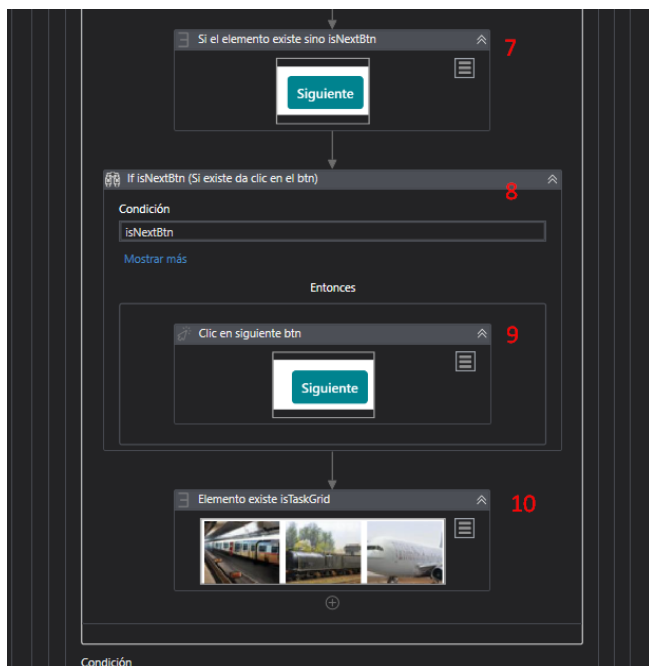 Si el elemento existe sino isNextBtn
7
Siguiente
If isNextBtn (Si existe da clic en el btn)
8
Condición
isNextBtn
Mostrar más
Entonces
Clic en siguiente btn
9
Siguiente
Elemento existe isTaskGrid
10
Condición